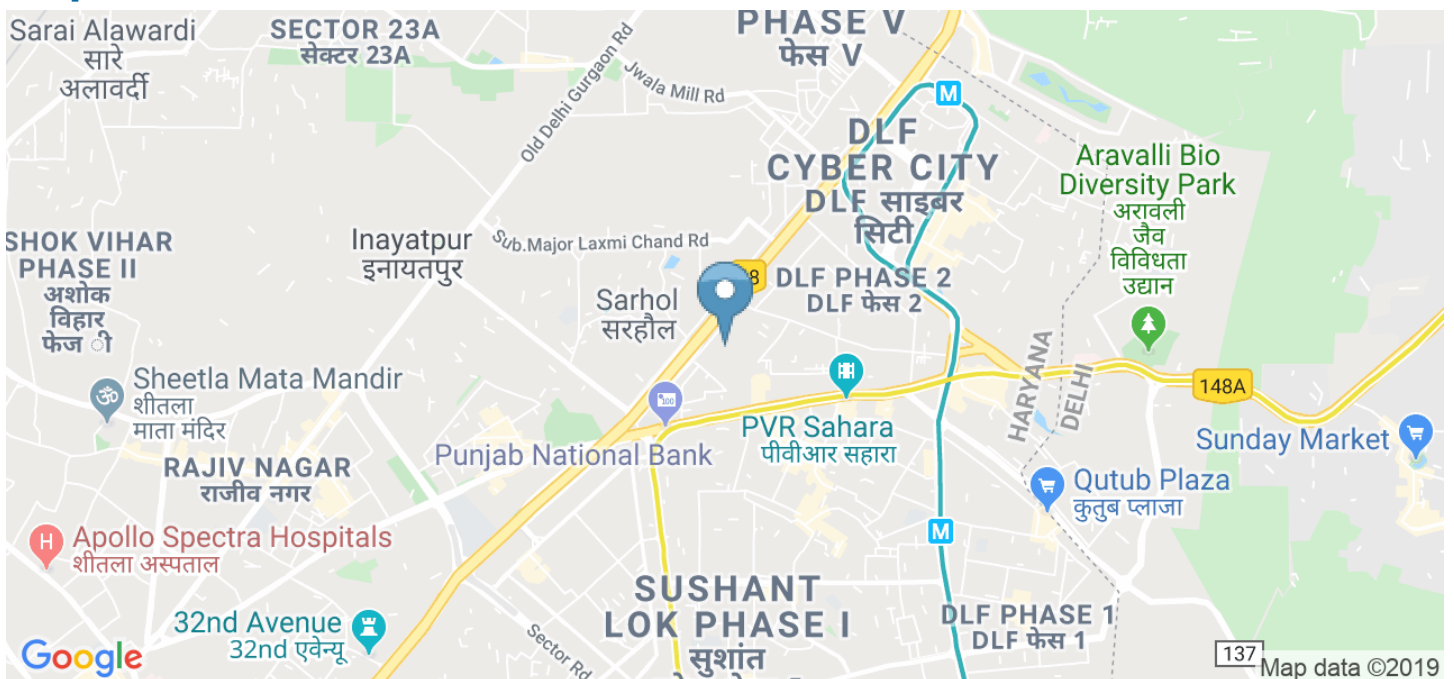 PHASE V
फेस V
Sarai Alawardi
सारे
अलावर्दी
SECTOR 23A
सेक्टर 23A
Old Delhi Gurgaon Rd
Jwala Mill Rd
M
DLF
CYBER CITY
DLF साइबर
सिटी
Aravalli Bio
Diversity Park
अरावली
जैव
विविधता
उद्यान
SHOK VIHAR
PHASE II
अशोक
विहार
फेज ी
Inayatpur
इनायतपुर
Sub.Major Laxmi Chand Rd
8
DLF PHASE 2
DLF फेस 2
Sarhol
सरहौल
HARYANA
DELHI
148A
Sheetla Mata Mandir
शीतला
माता मंदिर
PVR Sahara
पीवीआर सहारा
Punjab National Bank
100
Sunday Market
RAJIV NAGAR
राजीव नगर
Qutub Plaza
कुतुब प्लाजा
H
Apollo Spectra Hospitals
शीतला अस्पताल
M
SUSHANT
LOK PHASE I
सुशांत
32nd Avenue
32nd एवेन्यू
Sector Rd
DLF PHASE 1
DLF फेस 1
137
Google
Map data ©2019